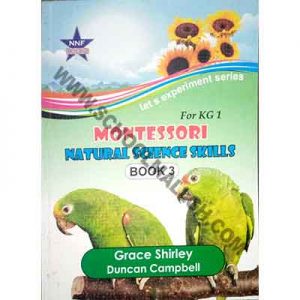 NNF
let's experiment series
For KG 1
MONTESSORI
NATURAL SCIENCE SKILLS
BOOK 3
Grace Shirley
Duncan Campbell